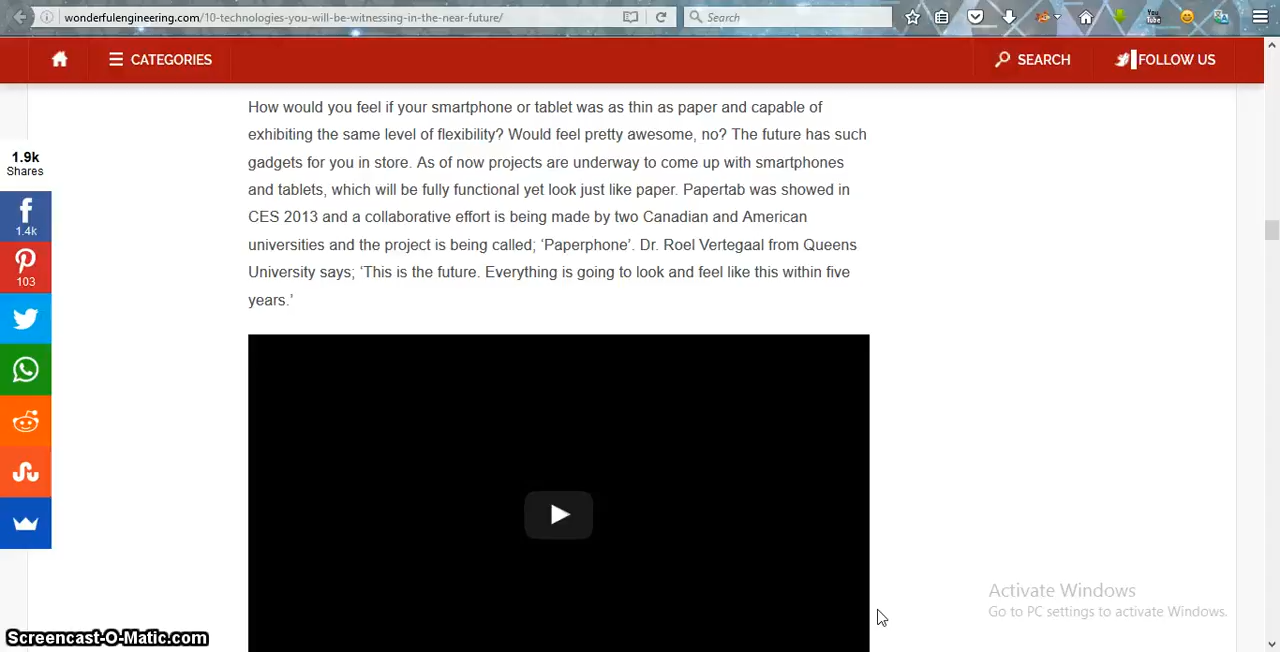 wonderfulengineering.com/10-technologies-you-will-be-witnessing-in-the-near-future/
Search
You
Tube
CATEGORIES
SEARCH
FOLLOW US
How would you feel if your smartphone or tablet was as thin as paper and capable of
exhibiting the same level of flexibility? Would feel pretty awesome, no? The future has such
gadgets for you in store. As of now projects are underway to come up with smartphones
and tablets, which will be fully functional yet look just like paper. Papertab was showed in
CES 2013 and a collaborative effort is being made by two Canadian and American
universities and the project is being called; ‘Paperphone’. Dr. Roel Vertegaal from Queens
University says; ‘This is the future. Everything is going to look and feel like this within five
years.’
1.9k
Shares
1.4k
103
Activate Windows
Go to PC settings to activate Windows.
Screencast-O-Matic.com